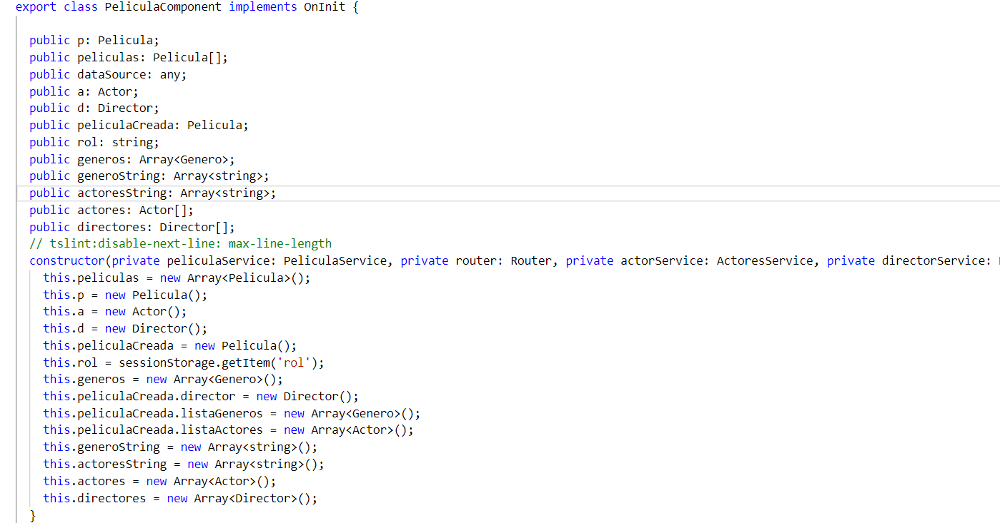 export class PeliculaComponent implements OnInit {
public p: Pelicula;
public peliculas: Pelicula[];
public dataSource: any;
public a: Actor;
public d: Director;
public peliculaCreada: Pelicula;
public rol: string;
public generos: Array<Genero>;
public generoString: Array<string>;
public actoresString: Array<string>;
public actores: Actor[];
public directores: Director[];
// tslint:disable-next-line: max-line-length
constructor(private peliculaService: PeliculaService, private router: Router, private actorService: ActoresService, private directorService:
this.peliculas = new Array<Pelicula>();
this.p = new Pelicula();
this.a = new Actor();
this.d = new Director();
this.peliculaCreada = new Pelicula();
this.rol = sessionStorage.getItem('rol');
this.generos = new Array<Genero>();
this.peliculaCreada.director = new Director();
this.peliculaCreada.listaGeneros = new Array<Genero>();
this.peliculaCreada.listaActores = new Array<Actor>();
this.generoString = new Array<string>();
this.actoresString = new Array<string>();
this.actores = new Array<Actor>();
this.directores = new Array<Director>();
}